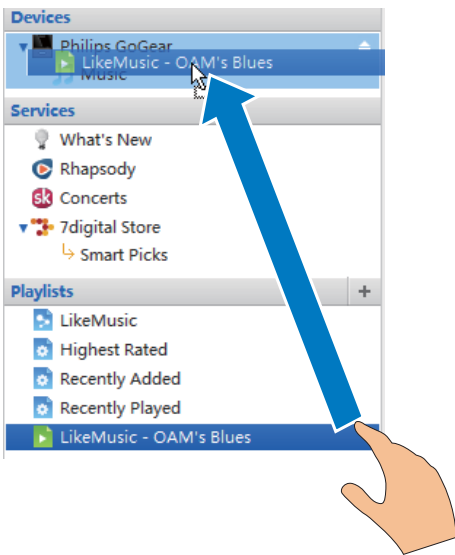 Devices
Philips GoGear
LikeMusic - OAM's Blues
Music
Services
What's New
Rhapsody
sk Concerts
7digital Store
Smart Picks
Playlists +
LikeMusic
Highest Rated
Recently Added
Recently Played
LikeMusic - OAM's Blues